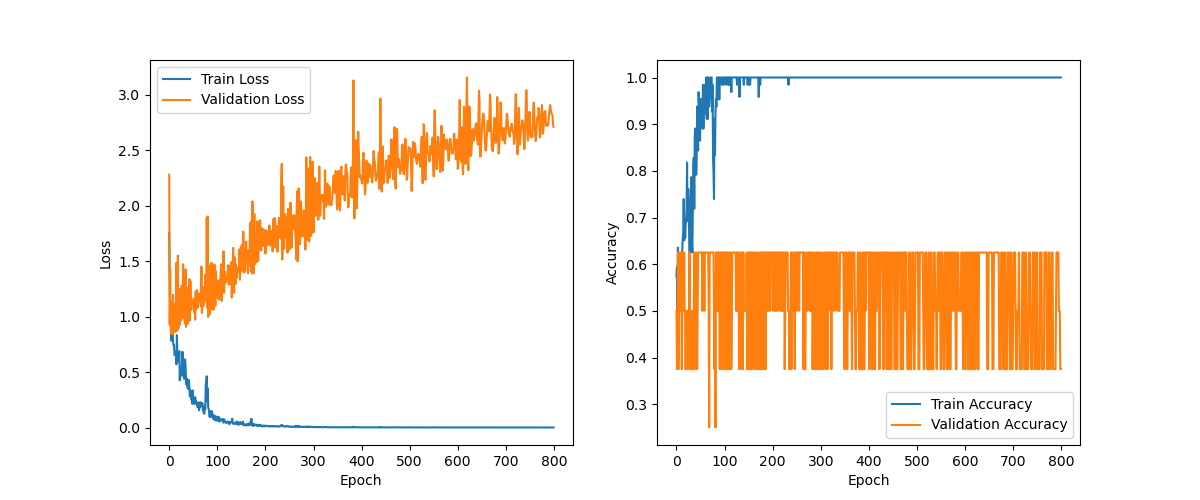 Train Loss
Validation Loss
3.0
2.5
2.0
1.5
1.0
0.5
0.0
Loss
0 100 200 300 400 500 600 700 800
Epoch
1.0
0.9
0.8
0.7
0.6
0.5
0.4
0.3
Accuracy
Train Accuracy
Validation Accuracy
0 100 200 300 400 500 600 700 800
Epoch